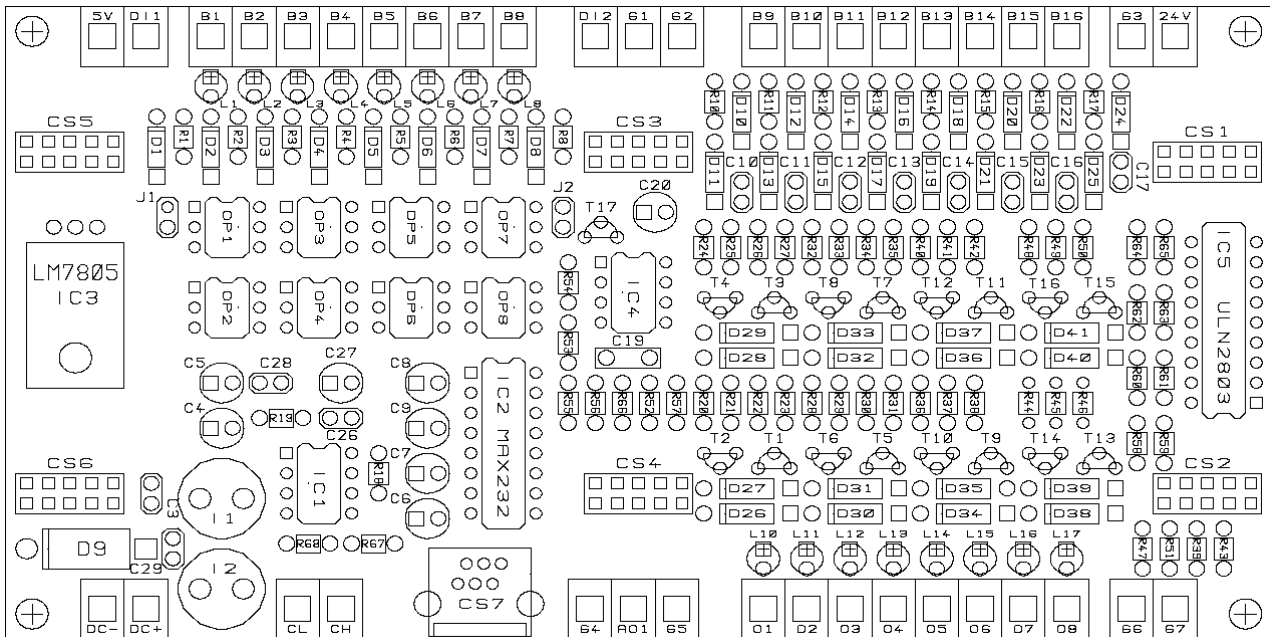 5V DI1 B1 B2 B3 B4 B5 B6 B7 B8 DI2 G1 G2 B9 B10 B11 B12 B13 B14 B15 B16 G3 24V
L1 L2 L3 L4 L5 L6 L7 L8
R10 D10 R11 D12 R12 D14 R13 D16 R14 D18 R15 D20 R16 D22 R17 D24
CS5 D1 R1 D2 R2 D3 R3 D4 R4 D5 R5 D6 R6 D7 R7 D8 R8 CS3 CS1
D11 C10 D13 C11 D15 C12 D17 C13 D19 C14 D21 C15 D23 C16 D25 C17
J1 J2 C20
OP1 OP3 OP5 OP7 T17
R24 R25 R26 R27 R32 R33 R34 R35 R40 R41 R42 R48 R49 R50 R64 R65
LM7805
IC3
IC4 R54
IC5 ULN2803
T4 T3 T8 T7 T12 T11 T16 T15
OP2 OP4 OP6 OP8
R62 R63
D29 D33 D37 D41
R53 C19
D28 D32 D36 D40
C5 C28 C27 C8
R60 R61
IC2 MAX232
C4 R19 C26 C9
R55 R56 R66 R52 R57 R20 R21 R22 R23 R28 R29 R30 R31 R36 R37 R38 R44 R45 R46
T2 T1 T6 T5 T10 T9 T14 T13 R58 R59
C7 R18
CS6 CS4 CS2
IC1
D27 D31 D35 D39
C3 I1 C6
D26 D30 D34 D38
D9 R68 R67
L10 L11 L12 L13 L14 L15 L16 L17
R47 R51 R39 R43
C29 I2
CS7
DC- DC+ CL CH G4 AO1 G5 O1 O2 O3 O4 O5 O6 O7 O8 G6 G7